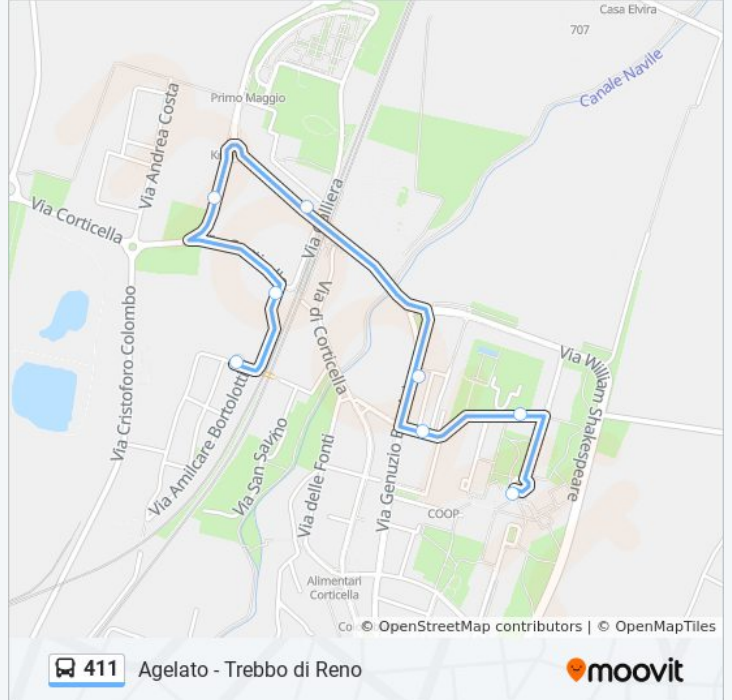 Casa Elvira
707
Canale Navile
Primo Maggio
Via Andrea Costa
Via Corticella
Via Cristoforo Colombo
Via di Corticella
Via William Shakespeare
Via Amilcare Bortolotti
Via San Savino
Via delle Fonti
Via Genuzio
COOP
Alimentari
Corticella
© OpenStreetMap contributors | © OpenMapTiles
411 Agelato - Trebbo di Reno
moovit